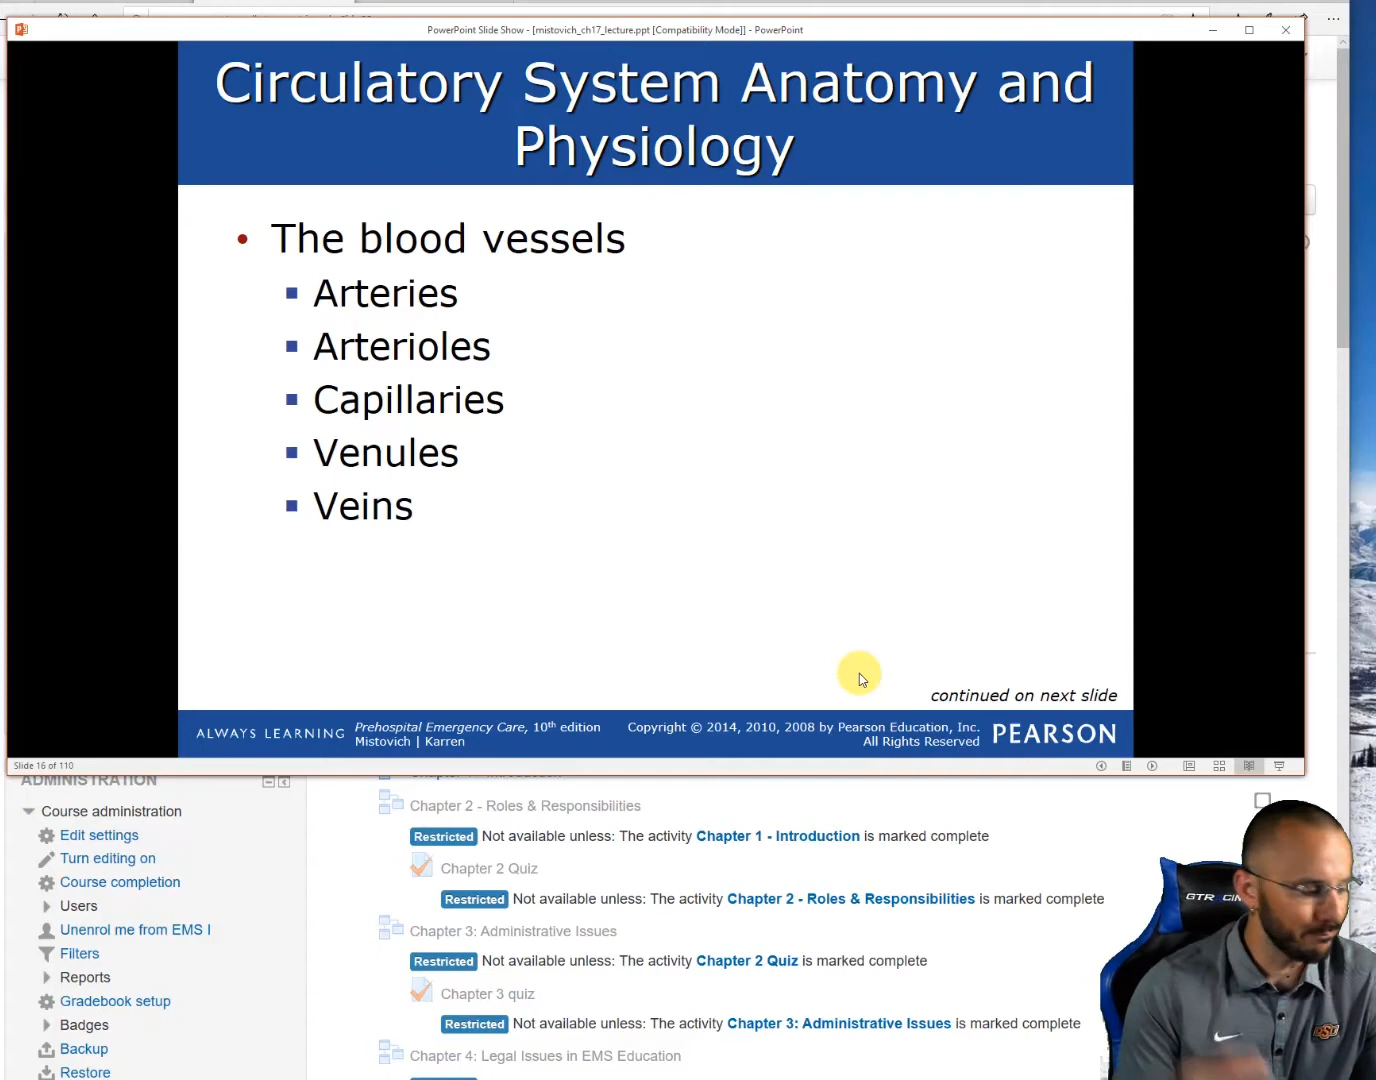 PowerPoint Slide Show - [mistovich_ch17_lecture.ppt [Compatibility Mode]] - PowerPoint
Circulatory System Anatomy and
Physiology
• The blood vessels
▪ Arteries
▪ Arterioles
▪ Capillaries
▪ Venules
▪ Veins
continued on next slide
ALWAYS LEARNING
Prehospital Emergency Care, 10th edition
Mistovich | Karren
Copyright © 2014, 2010, 2008 by Pearson Education, Inc.
All Rights Reserved
PEARSON
Slide 16 of 110
ADMINISTRATION
Course administration
Edit settings
Turn editing on
Course completion
Users
Unenrol me from EMS I
Filters
Reports
Gradebook setup
Badges
Backup
Restore
Chapter 2 - Roles & Responsibilities
Restricted Not available unless: The activity Chapter 1 - Introduction is marked complete
Chapter 2 Quiz
Restricted Not available unless: The activity Chapter 2 - Roles & Responsibilities is marked complete
Chapter 3: Administrative Issues
Restricted Not available unless: The activity Chapter 2 Quiz is marked complete
Chapter 3 quiz
Restricted Not available unless: The activity Chapter 3: Administrative Issues is marked complete
Chapter 4: Legal Issues in EMS Education
GTR